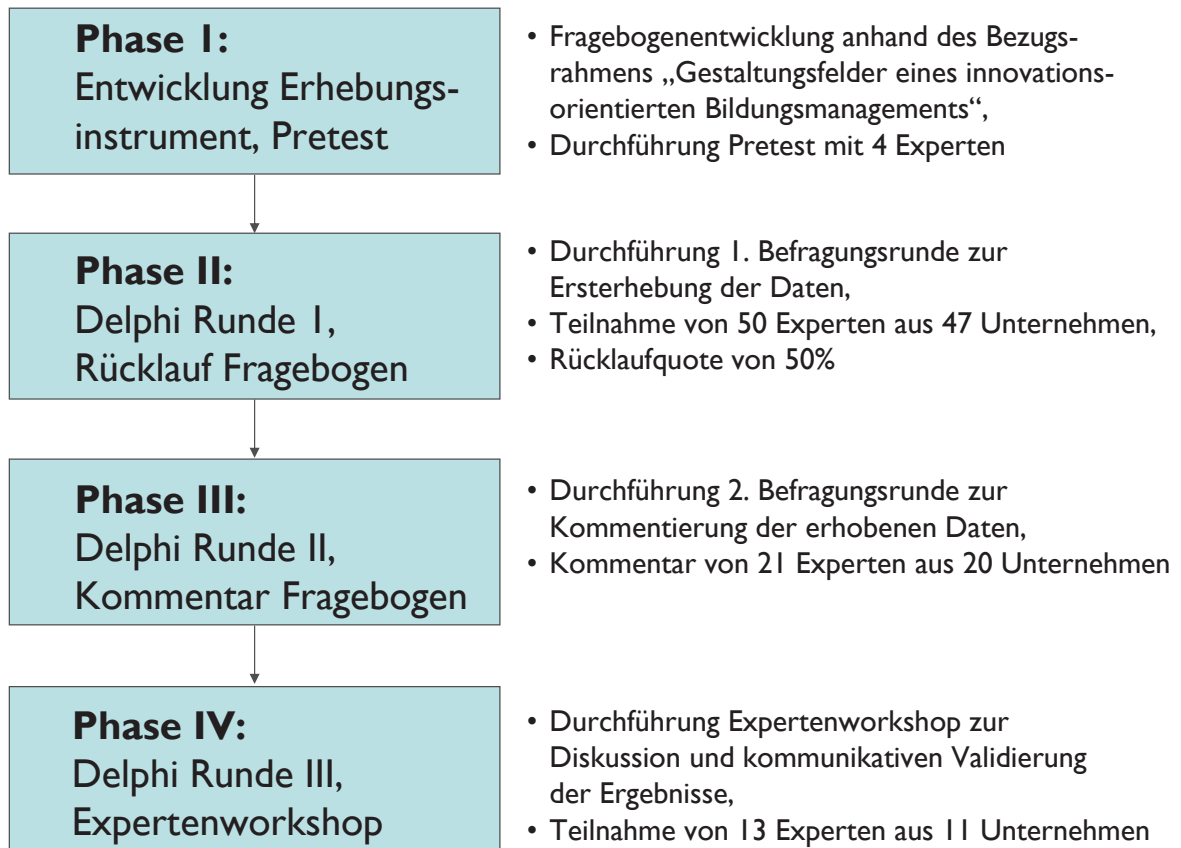 Phase I:
Entwicklung Erhebungs-
instrument, Pretest
• Fragebogenentwicklung anhand des Bezugs-
rahmens „Gestaltungsfelder eines innovations-
orientierten Bildungsmanagements“,
• Durchführung Pretest mit 4 Experten
Phase II:
Delphi Runde 1,
Rücklauf Fragebogen
• Durchführung 1. Befragungsrunde zur
Ersterhebung der Daten,
• Teilnahme von 50 Experten aus 47 Unternehmen,
• Rücklaufquote von 50%
Phase III:
Delphi Runde II,
Kommentar Fragebogen
• Durchführung 2. Befragungsrunde zur
Kommentierung der erhobenen Daten,
• Kommentar von 21 Experten aus 20 Unternehmen
Phase IV:
Delphi Runde III,
Expertenworkshop
• Durchführung Expertenworkshop zur
Diskussion und kommunikativen Validierung
der Ergebnisse,
• Teilnahme von 13 Experten aus 11 Unternehmen